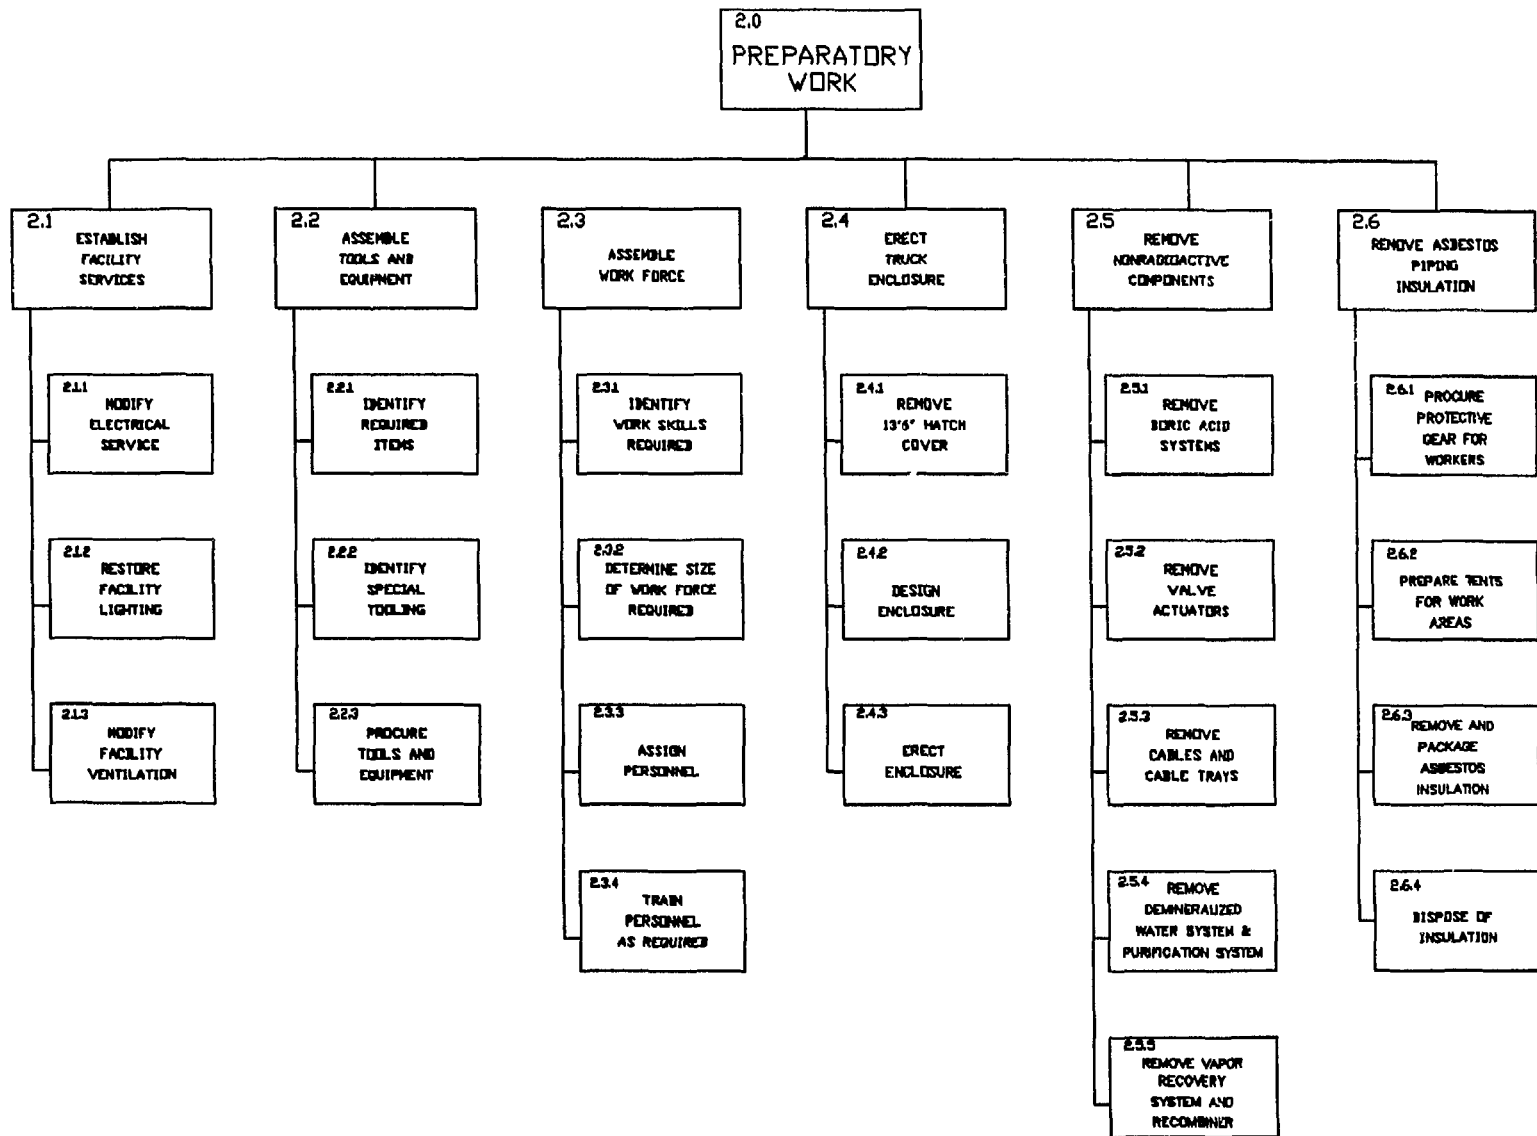 2.0
PREPARATORY
WORK
2.1
ESTABLISH
FACILITY
SERVICES
2.2
ASSEMBLE
TOOLS AND
EQUIPMENT
2.3
ASSEMBLE
WORK FORCE
2.4
ERECT
TRUCK
ENCLOSURE
2.5
REMOVE
NONRADIOACTIVE
COMPONENTS
2.6
REMOVE ASBESTOS
PIPING
INSULATION
2.1.1
MODIFY
ELECTRICAL
SERVICE
2.2.1
IDENTIFY
REQUIRED
ITEMS
2.3.1
IDENTIFY
WORK SKILLS
REQUIRED
2.4.1
REMOVE
13'6" HATCH
COVER
2.5.1
REMOVE
BORIC ACID
SYSTEMS
2.6.1
PROCURE
PROTECTIVE
GEAR FOR
WORKERS
2.1.2
RESTORE
FACILITY
LIGHTING
2.2.2
IDENTIFY
SPECIAL
TOOLING
2.3.2
DETERMINE SIZE
OF WORK FORCE
REQUIRED
2.4.2
DESIGN
ENCLOSURE
2.5.2
REMOVE
VALVE
ACTUATORS
2.6.2
PREPARE TENTS
FOR WORK
AREAS
2.1.3
MODIFY
FACILITY
VENTILATION
2.2.3
PROCURE
TOOLS AND
EQUIPMENT
2.3.3
ASSIGN
PERSONNEL
2.4.3
ERECT
ENCLOSURE
2.5.3
REMOVE
CABLES AND
CABLE TRAYS
2.6.3
REMOVE AND
PACKAGE
ASBESTOS
INSULATION
2.3.4
TRAIN
PERSONNEL
AS REQUIRED
2.5.4
REMOVE
DEMINERALIZED
WATER SYSTEM &
PURIFICATION SYSTEM
2.6.4
DISPOSE OF
INSULATION
2.5.5
REMOVE VAPOR
RECOVERY
SYSTEM AND
RECOMBINER